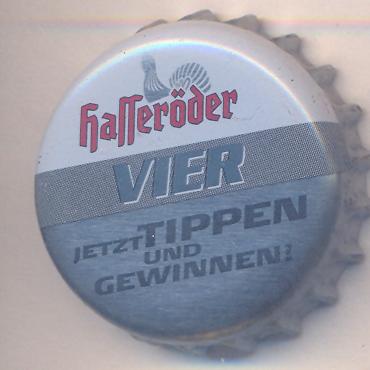 Hasseröder
VIER
JETZT TIPPEN
UND
GEWINNEN!